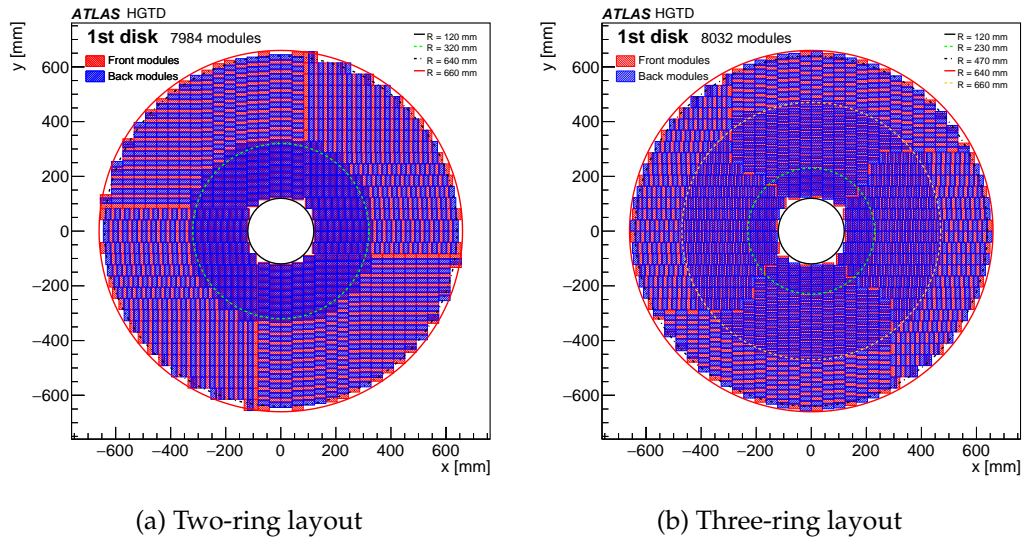 ATLAS HGTD
1st disk 7984 modules
Front modules
Back modules
R = 120 mm
R = 320 mm
R = 640 mm
R = 660 mm
y [mm]
600
400
200
0
−200
−400
−600
−600 −400 −200 0 200 400 600
x [mm]
(a) Two-ring layout
ATLAS HGTD
1st disk 8032 modules
Front modules
Back modules
R = 120 mm
R = 230 mm
R = 470 mm
R = 640 mm
R = 660 mm
y [mm]
600
400
200
0
−200
−400
−600
−600 −400 −200 0 200 400 600
x [mm]
(b) Three-ring layout